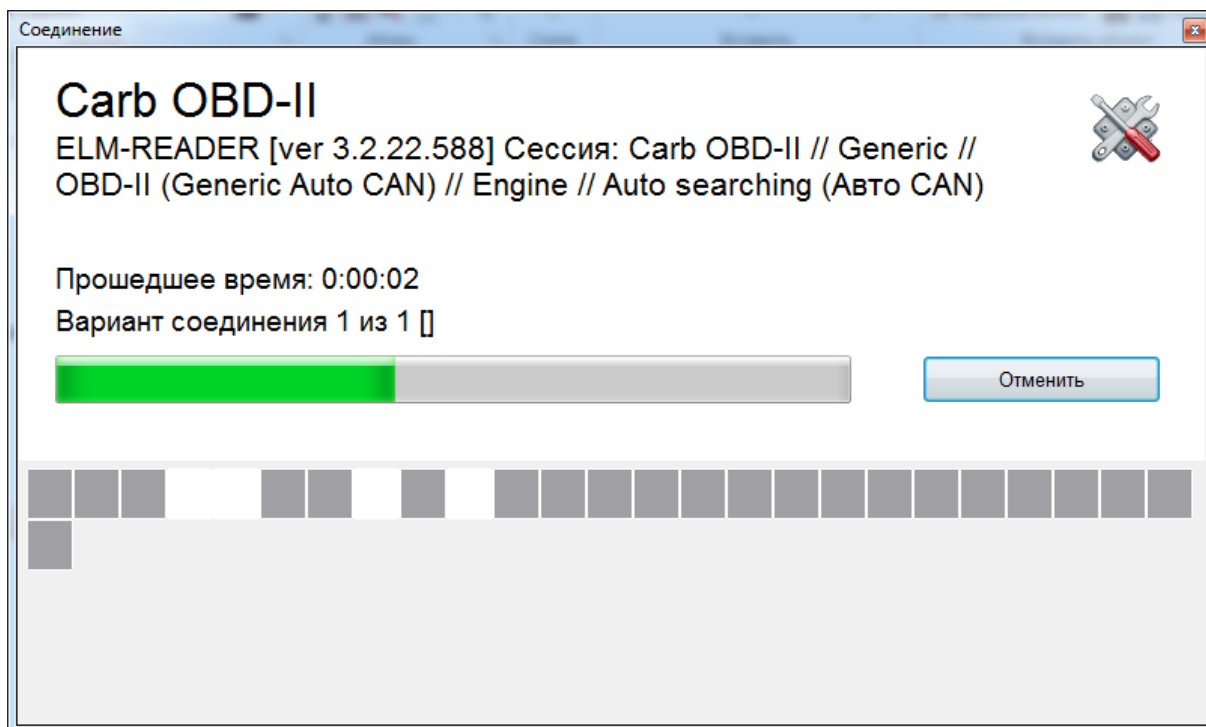 Соединение
Carb OBD-II
ELM-READER [ver 3.2.22.588] Сессия: Carb OBD-II // Generic //
OBD-II (Generic Auto CAN) // Engine // Auto searching (Авто CAN)
Прошедшее время: 0:00:02
Вариант соединения 1 из 1 []
Отменить